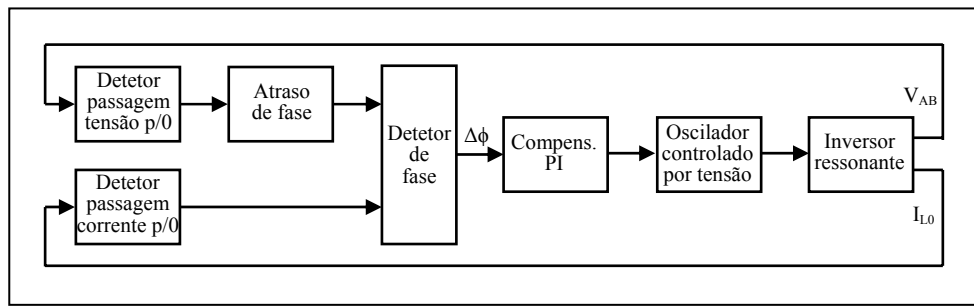 Detetor
passagem
tensão p/0
Atraso
de fase
Detetor
de
fase
Δϕ
Compens.
PI
Oscilador
controlado
por tensão
Inversor
ressonante
V_AB
Detetor
passagem
corrente p/0
I_L0